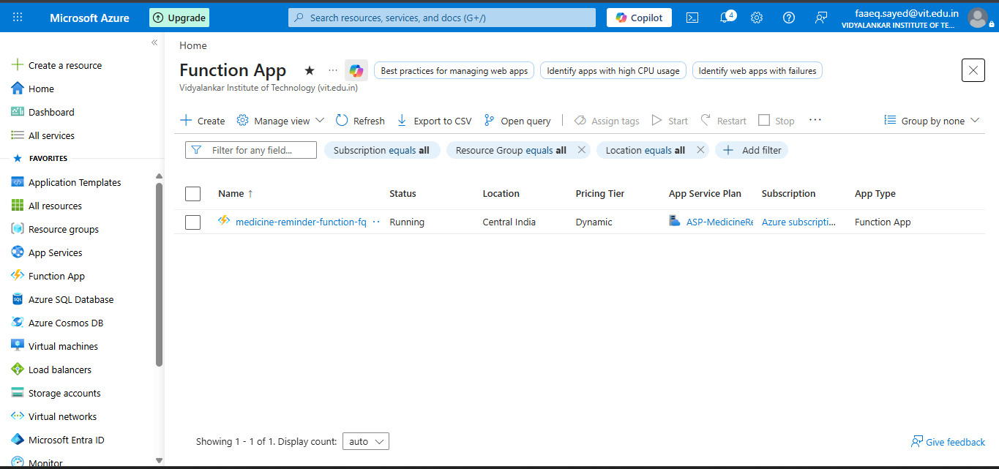 Microsoft Azure
Upgrade
Search resources, services, and docs (G+/)
Copilot
4
faaeq.sayed@vit.edu.in
VIDYALANKAR INSTITUTE OF TE...
Create a resource
Home
Dashboard
All services
FAVORITES
Application Templates
All resources
Resource groups
App Services
Function App
Azure SQL Database
Azure Cosmos DB
Virtual machines
Load balancers
Storage accounts
Virtual networks
Microsoft Entra ID
Monitor
Home
Function App
Best practices for managing web apps
Identify apps with high CPU usage
Identify web apps with failures
Vidyalankar Institute of Technology (vit.edu.in)
Create Manage view Refresh Export to CSV Open query Assign tags Start Restart Stop ... Group by none
Filter for any field... Subscription equals all Resource Group equals all Location equals all Add filter
Name ↑ Status Location Pricing Tier App Service Plan Subscription App Type
medicine-reminder-function-fq Running Central India Dynamic ASP-MedicineRe Azure subscripti... Function App
Showing 1 - 1 of 1. Display count: auto
Give feedback